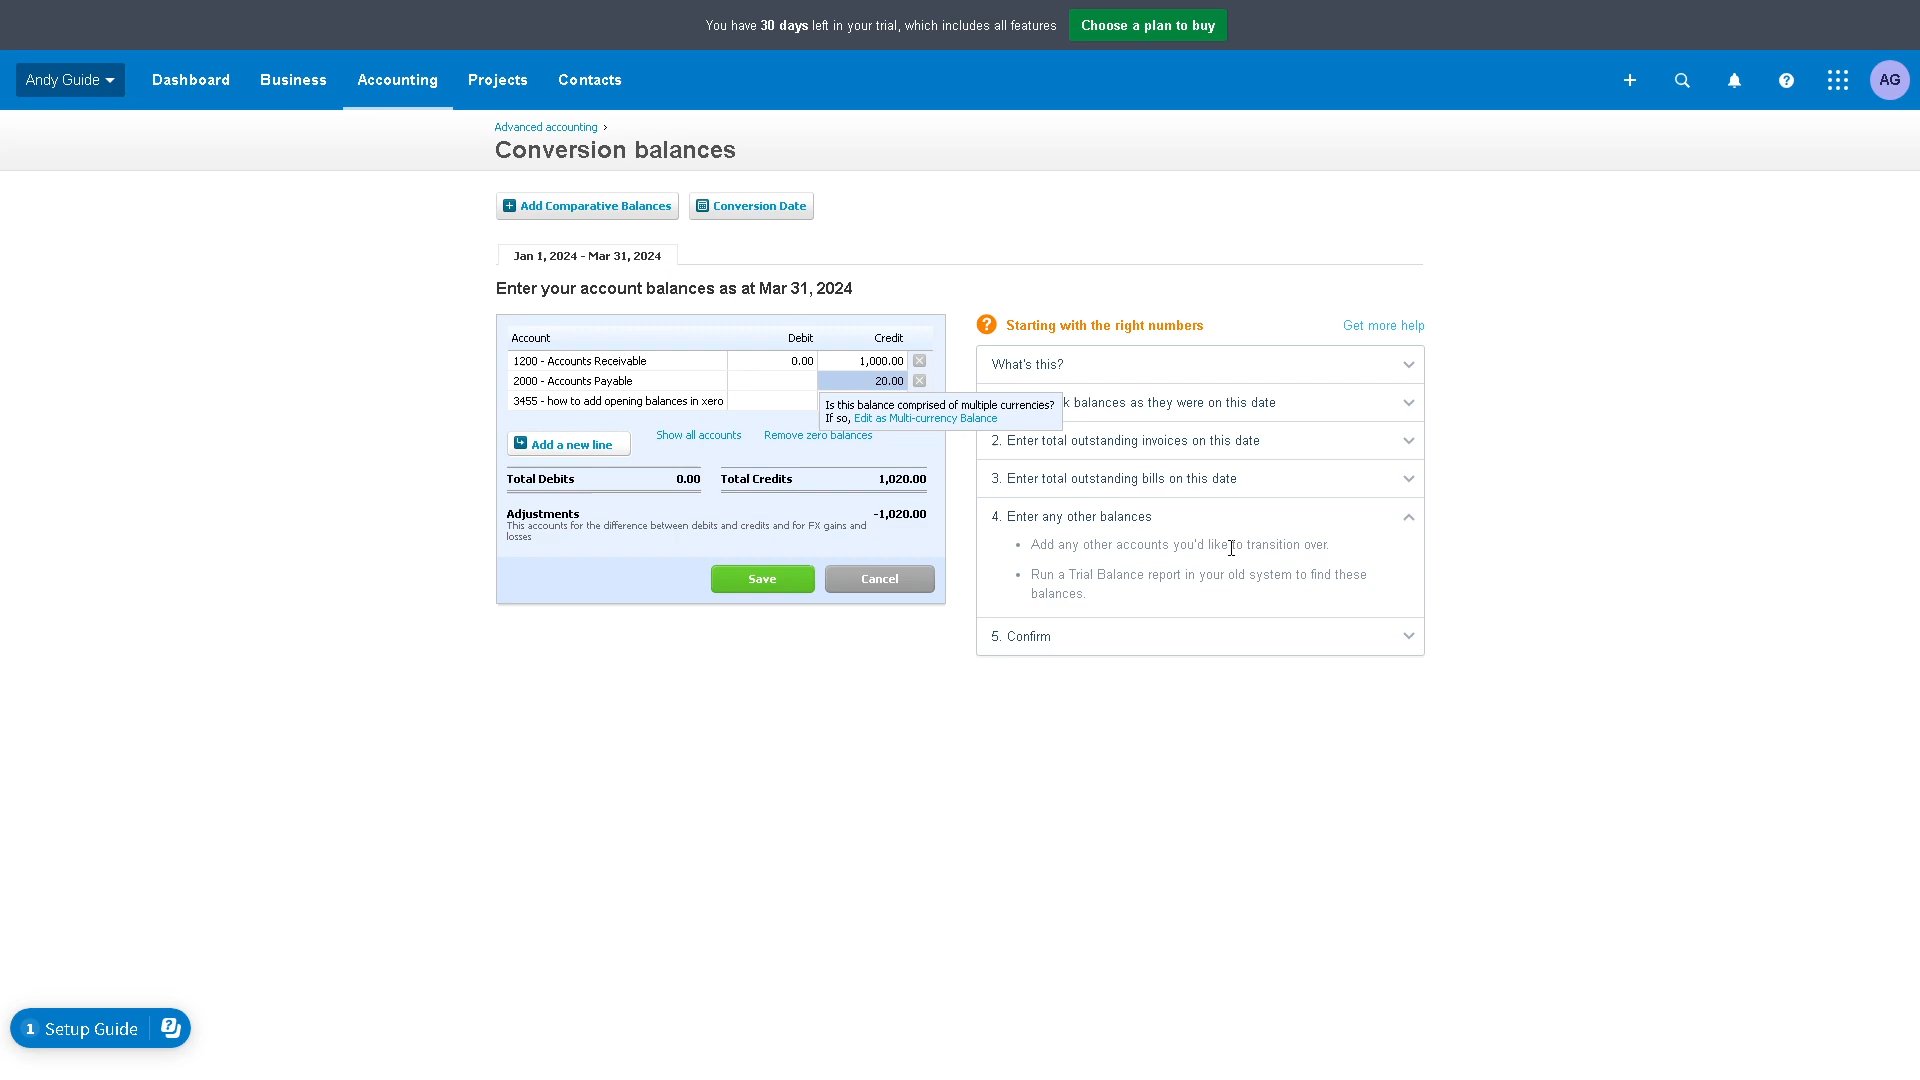 You have 30 days left in your trial, which includes all features
Choose a plan to buy
Andy Guide
Dashboard
Business
Accounting
Projects
Contacts
AG
Advanced accounting ›
Conversion balances
Add Comparative Balances
Conversion Date
Jan 1, 2024 - Mar 31, 2024
Enter your account balances as at Mar 31, 2024
Account Debit Credit
1200 - Accounts Receivable 0.00 1,000.00
2000 - Accounts Payable 20.00
3455 - how to add opening balances in xero
Is this balance comprised of multiple currencies?
If so, Edit as Multi-currency Balance
Add a new line
Show all accounts
Remove zero balances
Total Debits 0.00
Total Credits 1,020.00
Adjustments -1,020.00
This accounts for the difference between debits and credits and for FX gains and
losses
Save
Cancel
Starting with the right numbers
Get more help
What's this?
k balances as they were on this date
2. Enter total outstanding invoices on this date
3. Enter total outstanding bills on this date
4. Enter any other balances
• Add any other accounts you'd like to transition over.
• Run a Trial Balance report in your old system to find these
balances.
5. Confirm
1 Setup Guide